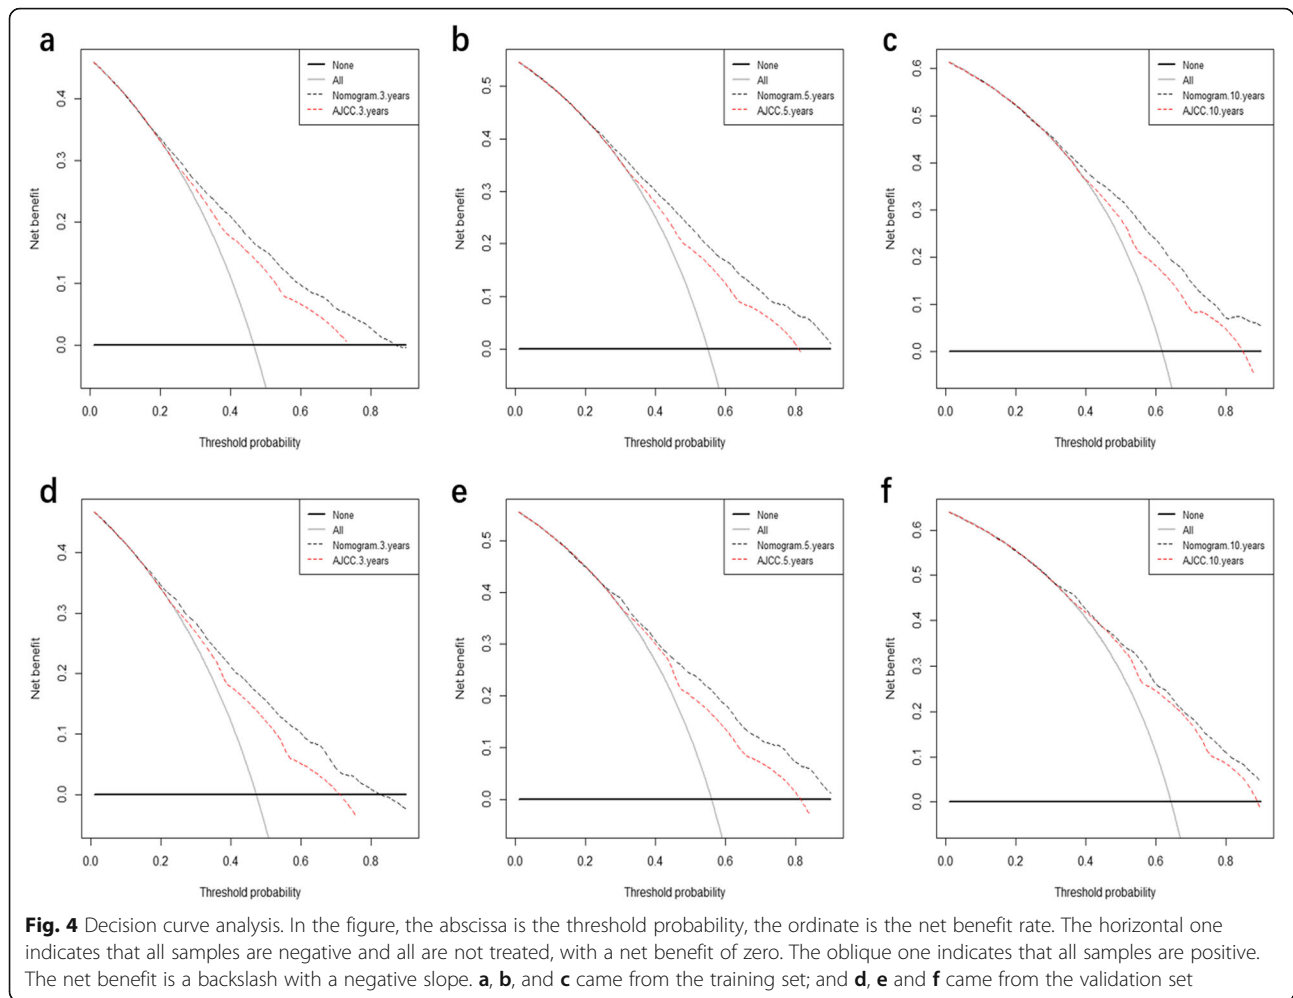 a
None
All
Nomogram.3.years
AJCC.3.years
Net benefit
0.4
0.3
0.2
0.1
0.0
0.0 0.2 0.4 0.6 0.8
Threshold probability
b
None
All
Nomogram.5.years
AJCC.5.years
Net benefit
0.5
0.4
0.3
0.2
0.1
0.0
0.0 0.2 0.4 0.6 0.8
Threshold probability
c
None
All
Nomogram.10.years
AJCC.10.years
Net benefit
0.6
0.5
0.4
0.3
0.2
0.1
0.0
0.0 0.2 0.4 0.6 0.8
Threshold probability
d
None
All
Nomogram.3.years
AJCC.3.years
Net benefit
0.4
0.3
0.2
0.1
0.0
0.0 0.2 0.4 0.6 0.8
Threshold probability
e
None
All
Nomogram.5.years
AJCC.5.years
Net benefit
0.5
0.4
0.3
0.2
0.1
0.0
0.0 0.2 0.4 0.6 0.8
Threshold probability
f
None
All
Nomogram.10.years
AJCC.10.years
Net benefit
0.6
0.5
0.4
0.3
0.2
0.1
0.0
0.0 0.2 0.4 0.6 0.8
Threshold probability
Fig. 4 Decision curve analysis. In the figure, the abscissa is the threshold probability, the ordinate is the net benefit rate. The horizontal one
indicates that all samples are negative and all are not treated, with a net benefit of zero. The oblique one indicates that all samples are positive.
The net benefit is a backslash with a negative slope. a, b, and c came from the training set; and d, e and f came from the validation set